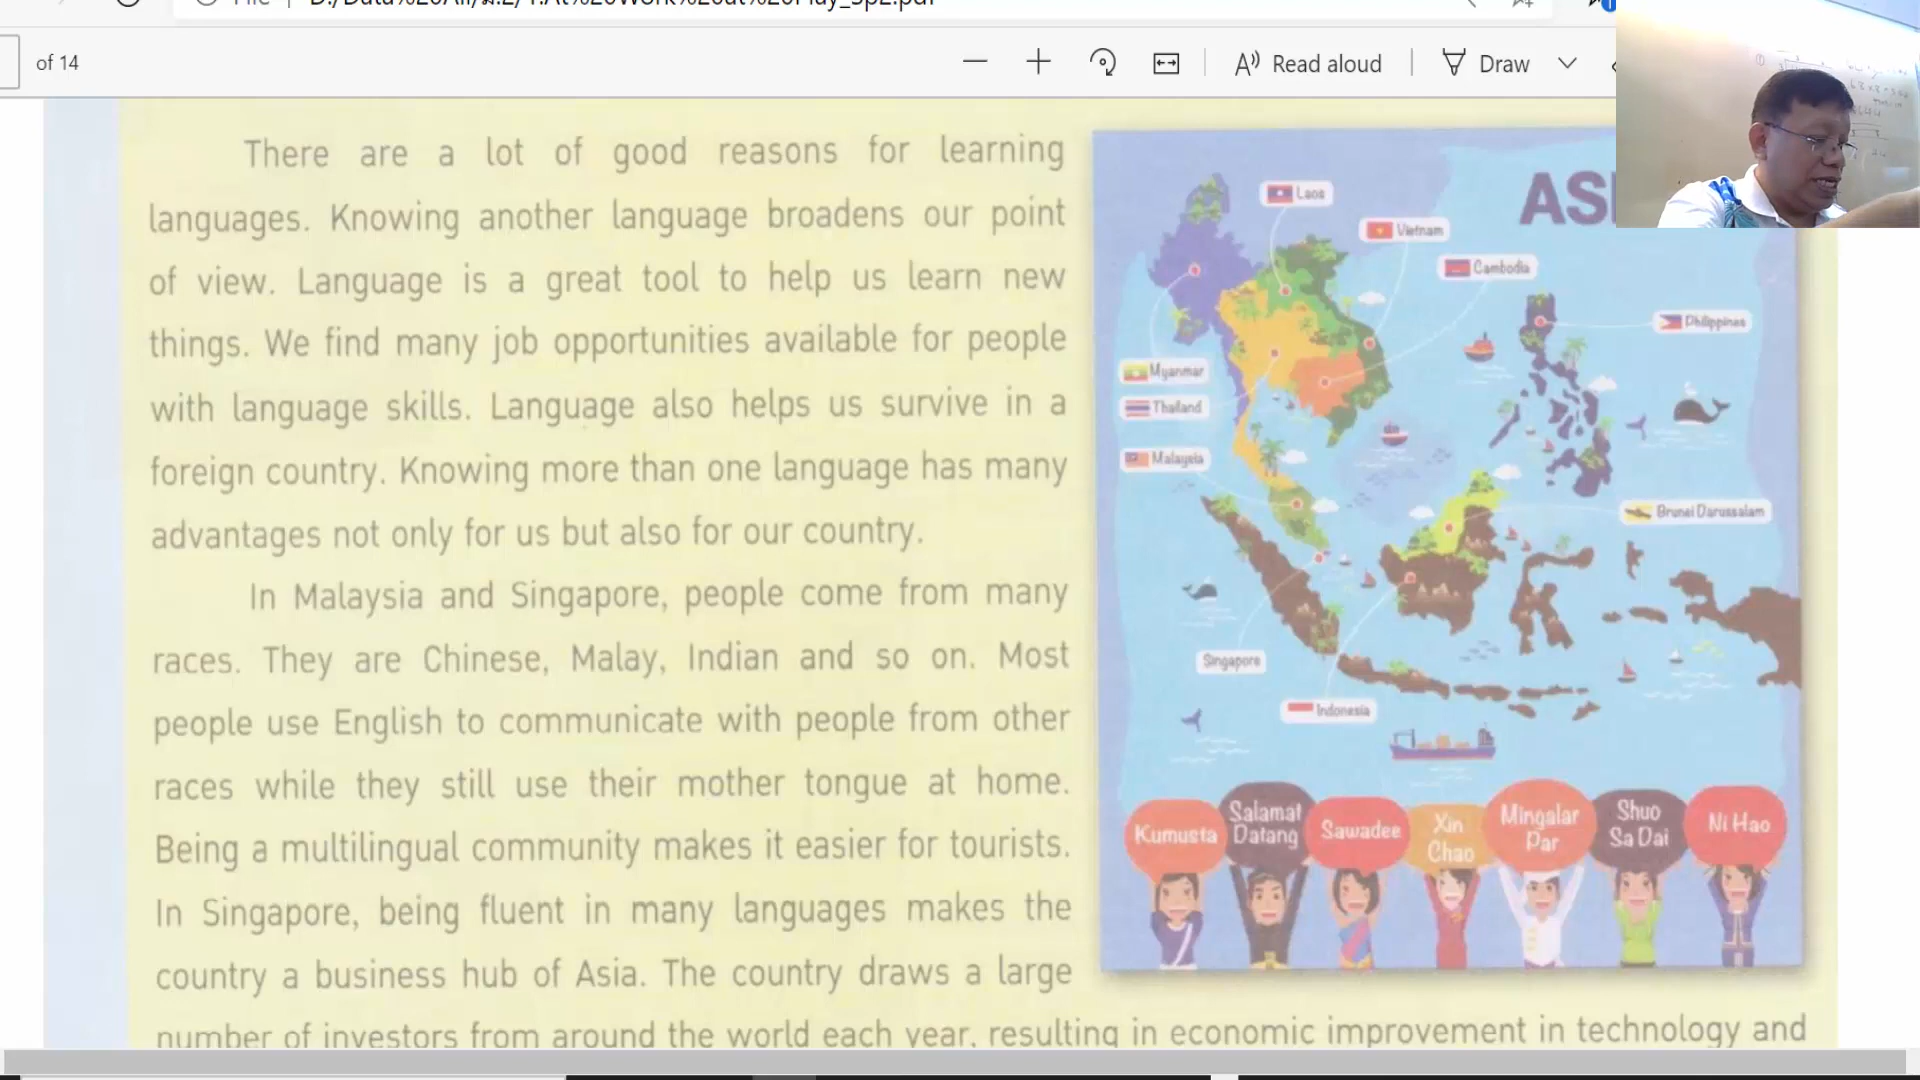 of 14
Read aloud
Draw
There are a lot of good reasons for learning
languages. Knowing another language broadens our point
of view. Language is a great tool to help us learn new
things. We find many job opportunities available for people
with language skills. Language also helps us survive in a
foreign country. Knowing more than one language has many
advantages not only for us but also for our country.
In Malaysia and Singapore, people come from many
races. They are Chinese, Malay, Indian and so on. Most
people use English to communicate with people from other
races while they still use their mother tongue at home.
Being a multilingual community makes it easier for tourists.
In Singapore, being fluent in many languages makes the
country a business hub of Asia. The country draws a large
number of investors from around the world each year, resulting in economic improvement in technology and
Laos
Vietnam
Cambodia
Philippines
Myanmar
Thailand
Malaysia
Brunei Darussalam
Singapore
Indonesia
Kumusta
Salamat
Datang
Sawadee
Xin
Chao
Mingalar
Par
Shuo
Sa Dai
Ni Hao